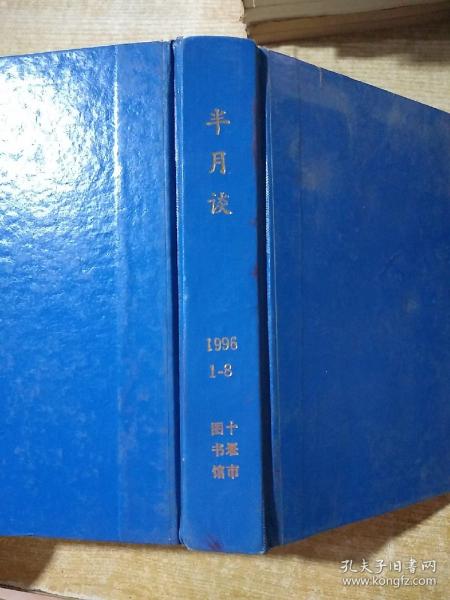 半月谈
1996
1-8
十堰市
图书馆
孔夫子旧书网
www.kongfz.com